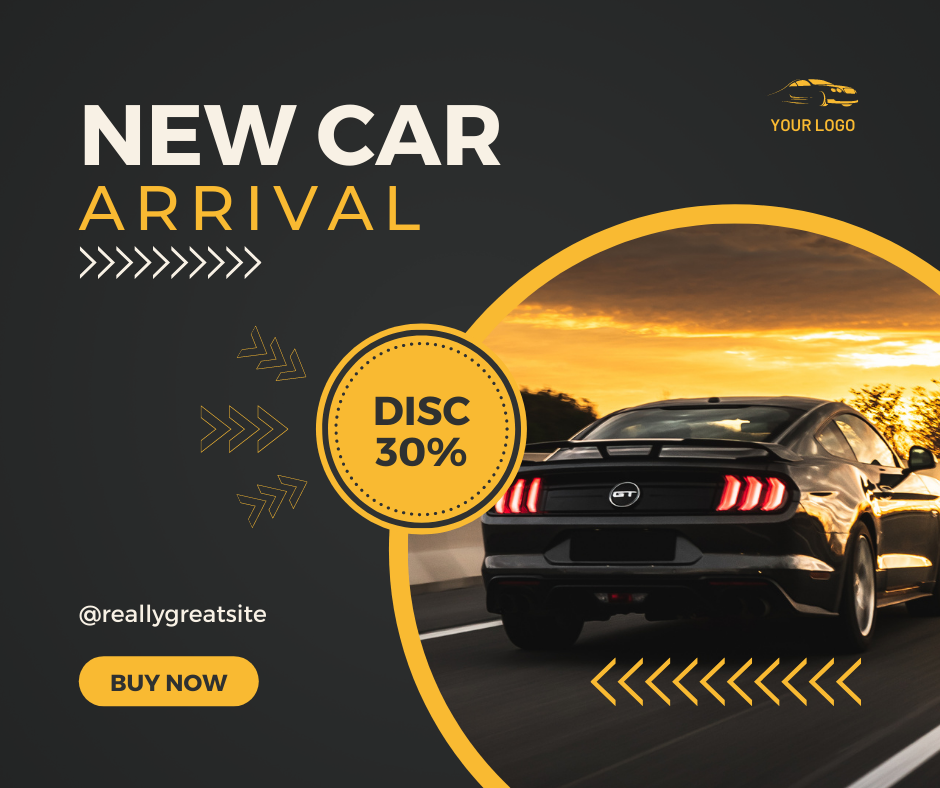 NEW CAR
ARRIVAL
YOUR LOGO
DISC
30%
GT
@reallygreatsite
BUY NOW